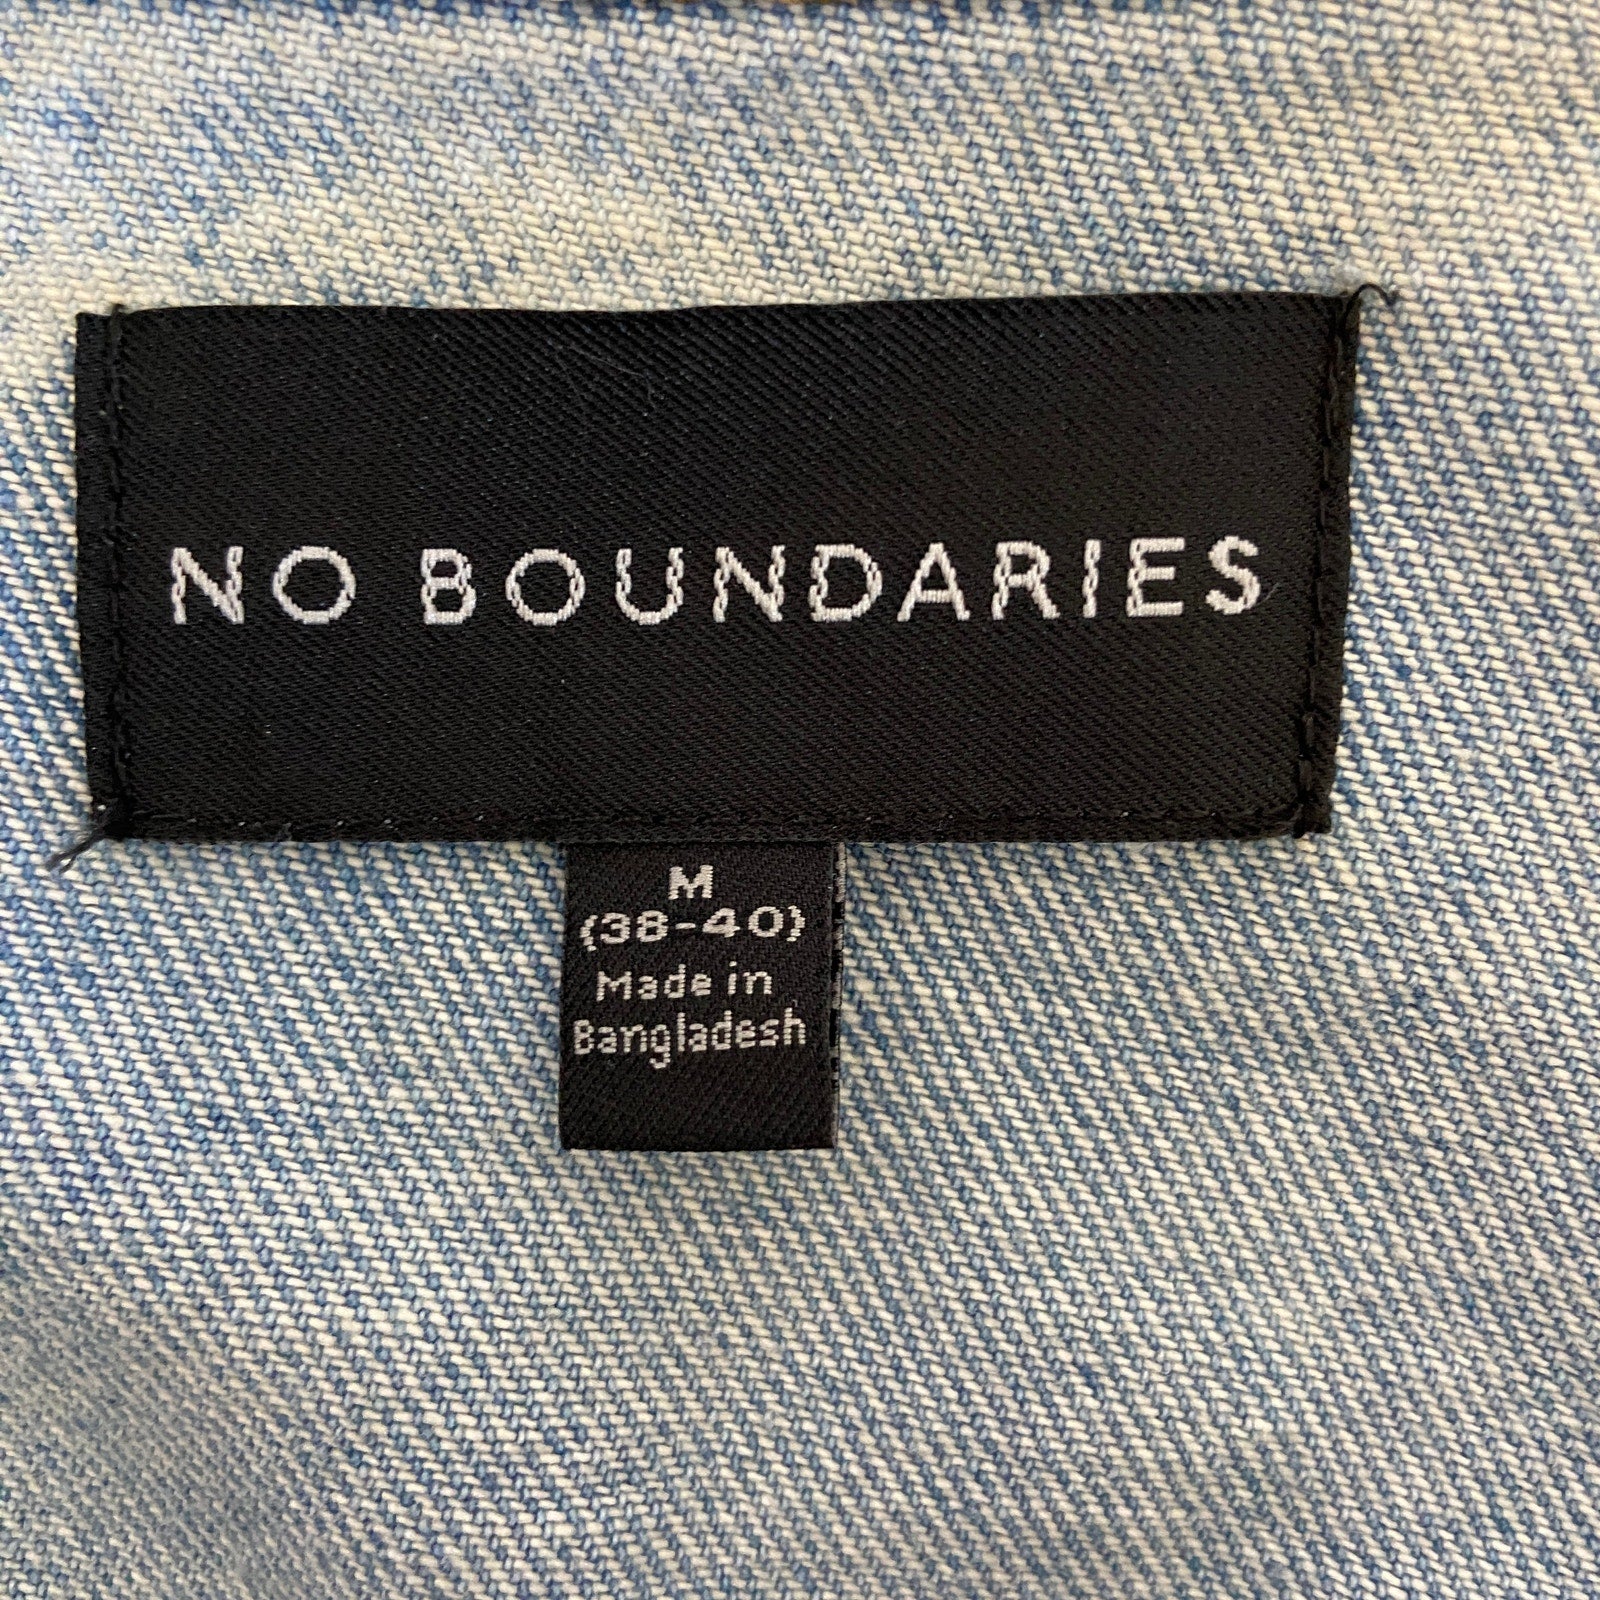 NO BOUNDARIES
M
(38-40)
Made in
Bangladesh